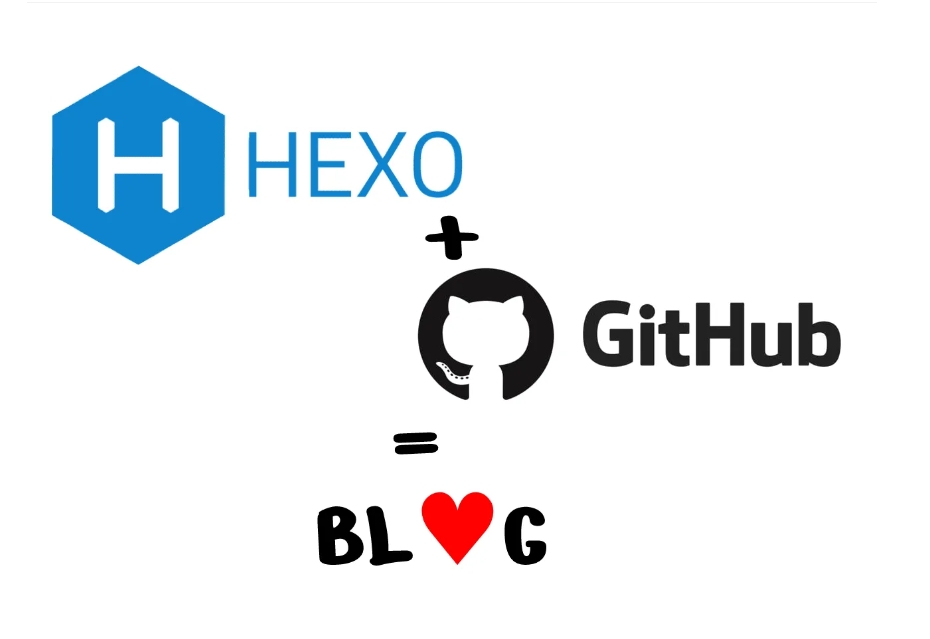 H HEXO
+
GitHub
=
BL♥G